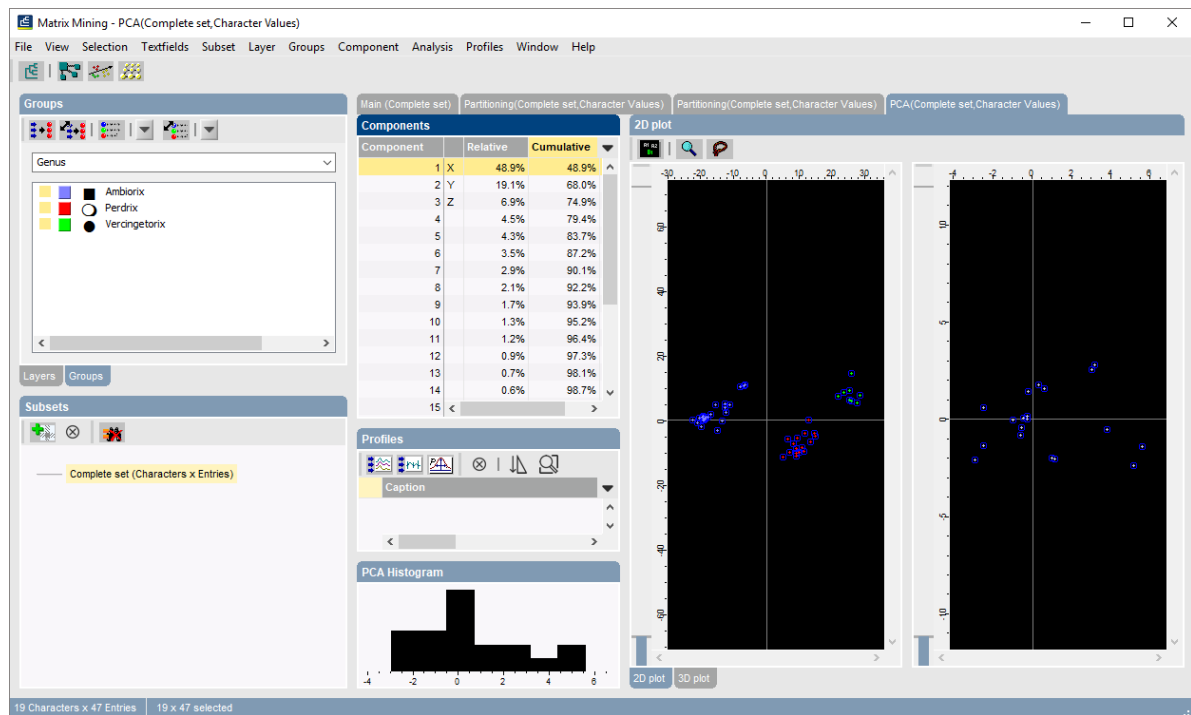 Matrix Mining - PCA(Complete set,Character Values)
File View Selection Textfields Subset Layer Groups Component Analysis Profiles Window Help
Groups
Genus
Ambiorix
Perdrix
Vercingetorix
Layers Groups
Subsets
Complete set (Characters x Entries)
Main (Complete set) Partitioning(Complete set,Character Values) Partitioning(Complete set,Character Values) PCA(Complete set,Character Values)
Components
Component Relative Cumulative
1 X 48.9% 48.9%
2 Y 19.1% 68.0%
3 Z 6.9% 74.9%
4 4.5% 79.4%
5 4.3% 83.7%
6 3.5% 87.2%
7 2.9% 90.1%
8 2.1% 92.2%
9 1.7% 93.9%
10 1.3% 95.2%
11 1.2% 96.4%
12 0.9% 97.3%
13 0.7% 98.1%
14 0.6% 98.7%
15
Profiles
Caption
PCA Histogram
-4 -2 0 2 4 6
2D plot
-30 -20 -10 0 10 20 30
60
40
20
0
-20
-40
-60
-4 -2 0 2 4 6
10
5
0
-5
-10
2D plot 3D plot
19 Characters x 47 Entries 19 x 47 selected